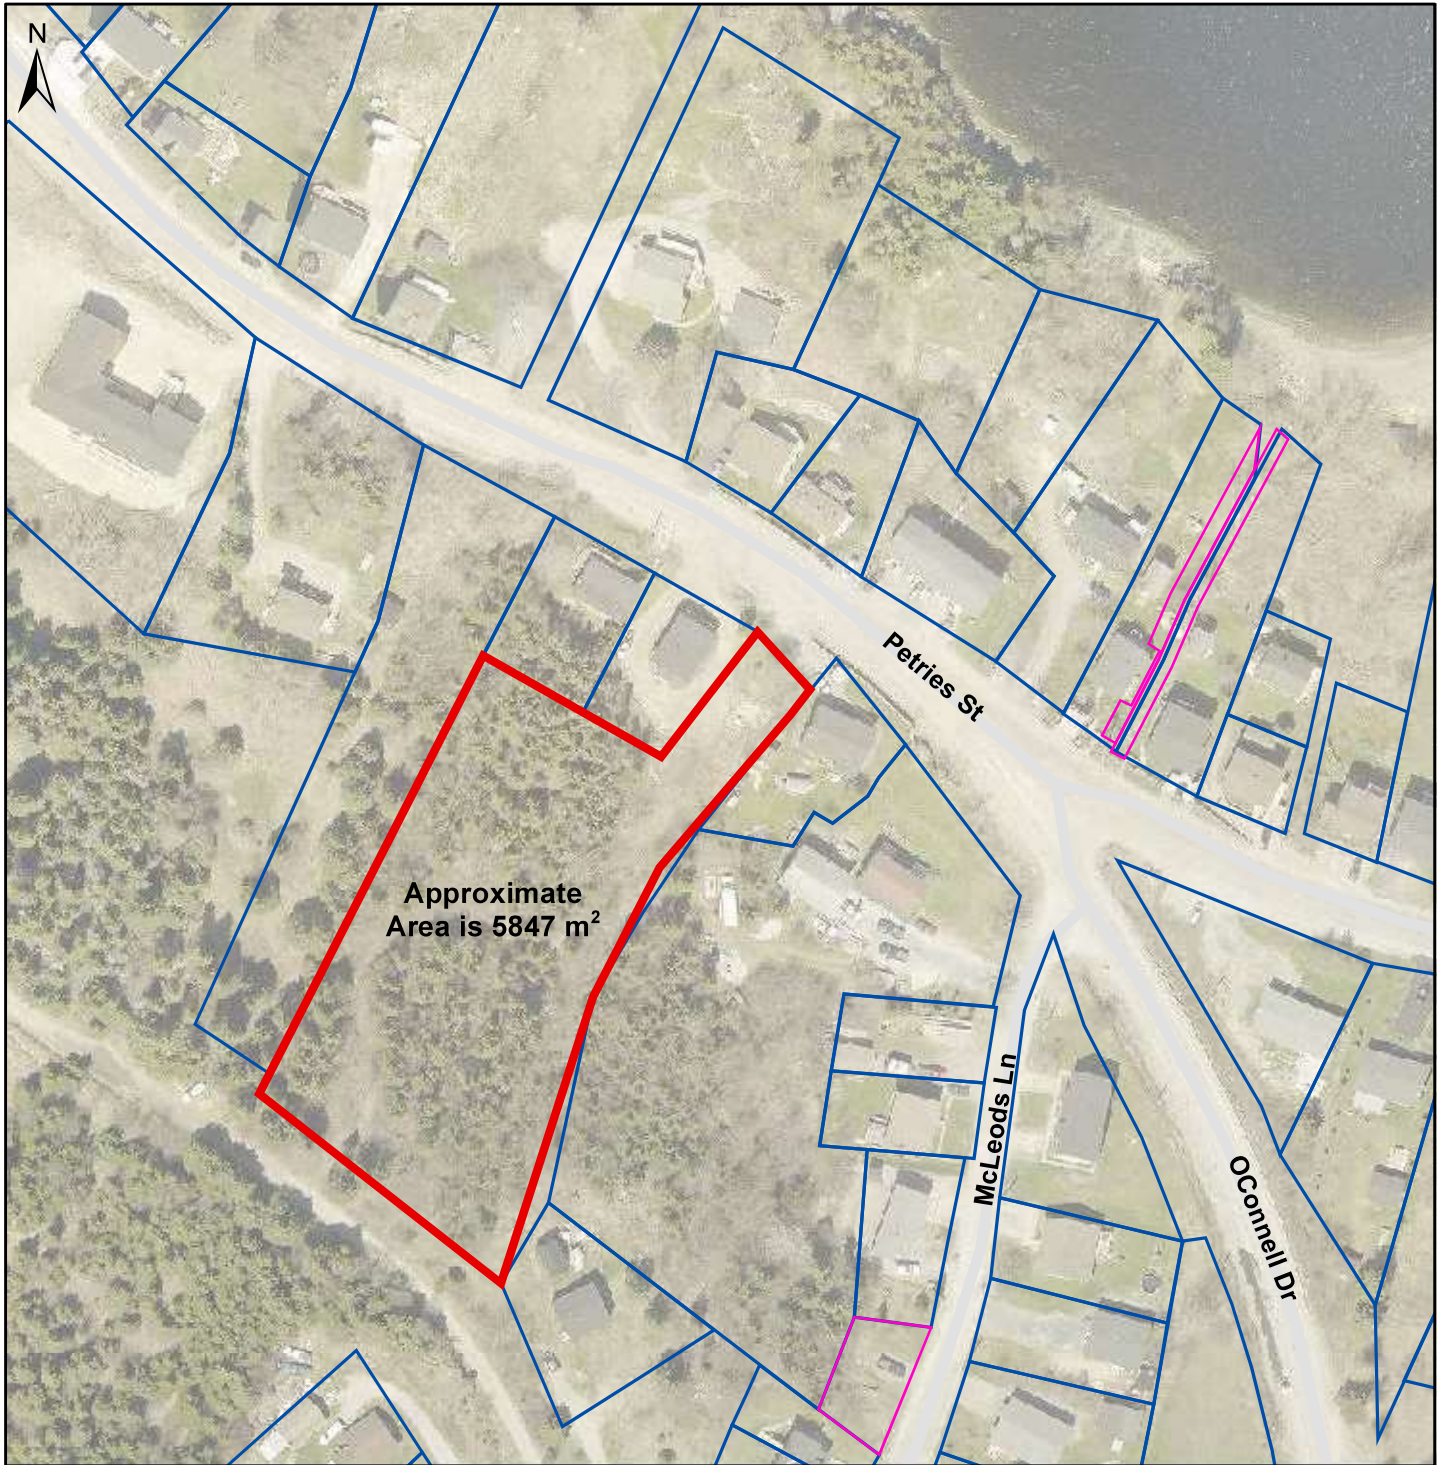 N
Petries St
Approximate
Area is 5847 m²
McLeods Ln
OConnell Dr